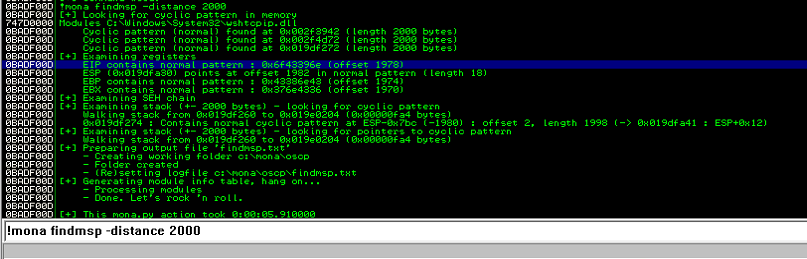 !mona findmsp -distance 2000
0BADF00D [+] Looking for cyclic pattern in memory
747D0000 Modules C:\Windows\System32\wshtcpip.dll
0BADF00D Cyclic pattern (normal) found at 0x002f3942 (length 2000 bytes)
0BADF00D Cyclic pattern (normal) found at 0x002f4d72 (length 2000 bytes)
0BADF00D Cyclic pattern (normal) found at 0x019df272 (length 2000 bytes)
0BADF00D [+] Examining registers
0BADF00D EIP contains normal pattern : 0x6f43396e (offset 1978)
0BADF00D ESP (0x019dfa30) points at offset 1982 in normal pattern (length 18)
0BADF00D EBP contains normal pattern : 0x43386e43 (offset 1974)
0BADF00D EBX contains normal pattern : 0x376e4336 (offset 1970)
0BADF00D [+] Examining SEH chain
0BADF00D [+] Examining stack (+- 2000 bytes) - looking for cyclic pattern
0BADF00D Walking stack from 0x019df260 to 0x019e0204 (0x00000fa4 bytes)
0BADF00D 0x019df274 : Contains normal cyclic pattern at ESP-0x7bc (-1980) : offset 2, length 1998 (-> 0x019dfa41 : ESP+0x12)
0BADF00D [+] Examining stack (+- 2000 bytes) - looking for pointers to cyclic pattern
0BADF00D Walking stack from 0x019df260 to 0x019e0204 (0x00000fa4 bytes)
0BADF00D [+] Preparing output file 'findmsp.txt'
0BADF00D - Creating working folder c:\mona\oscp
0BADF00D - Folder created
0BADF00D - (Re)setting logfile c:\mona\oscp\findmsp.txt
0BADF00D [+] Generating module info table, hang on...
0BADF00D - Processing modules
0BADF00D - Done. Let's rock 'n roll.
0BADF00D
0BADF00D [+] This mona.py action took 0:00:05.910000
!mona findmsp -distance 2000